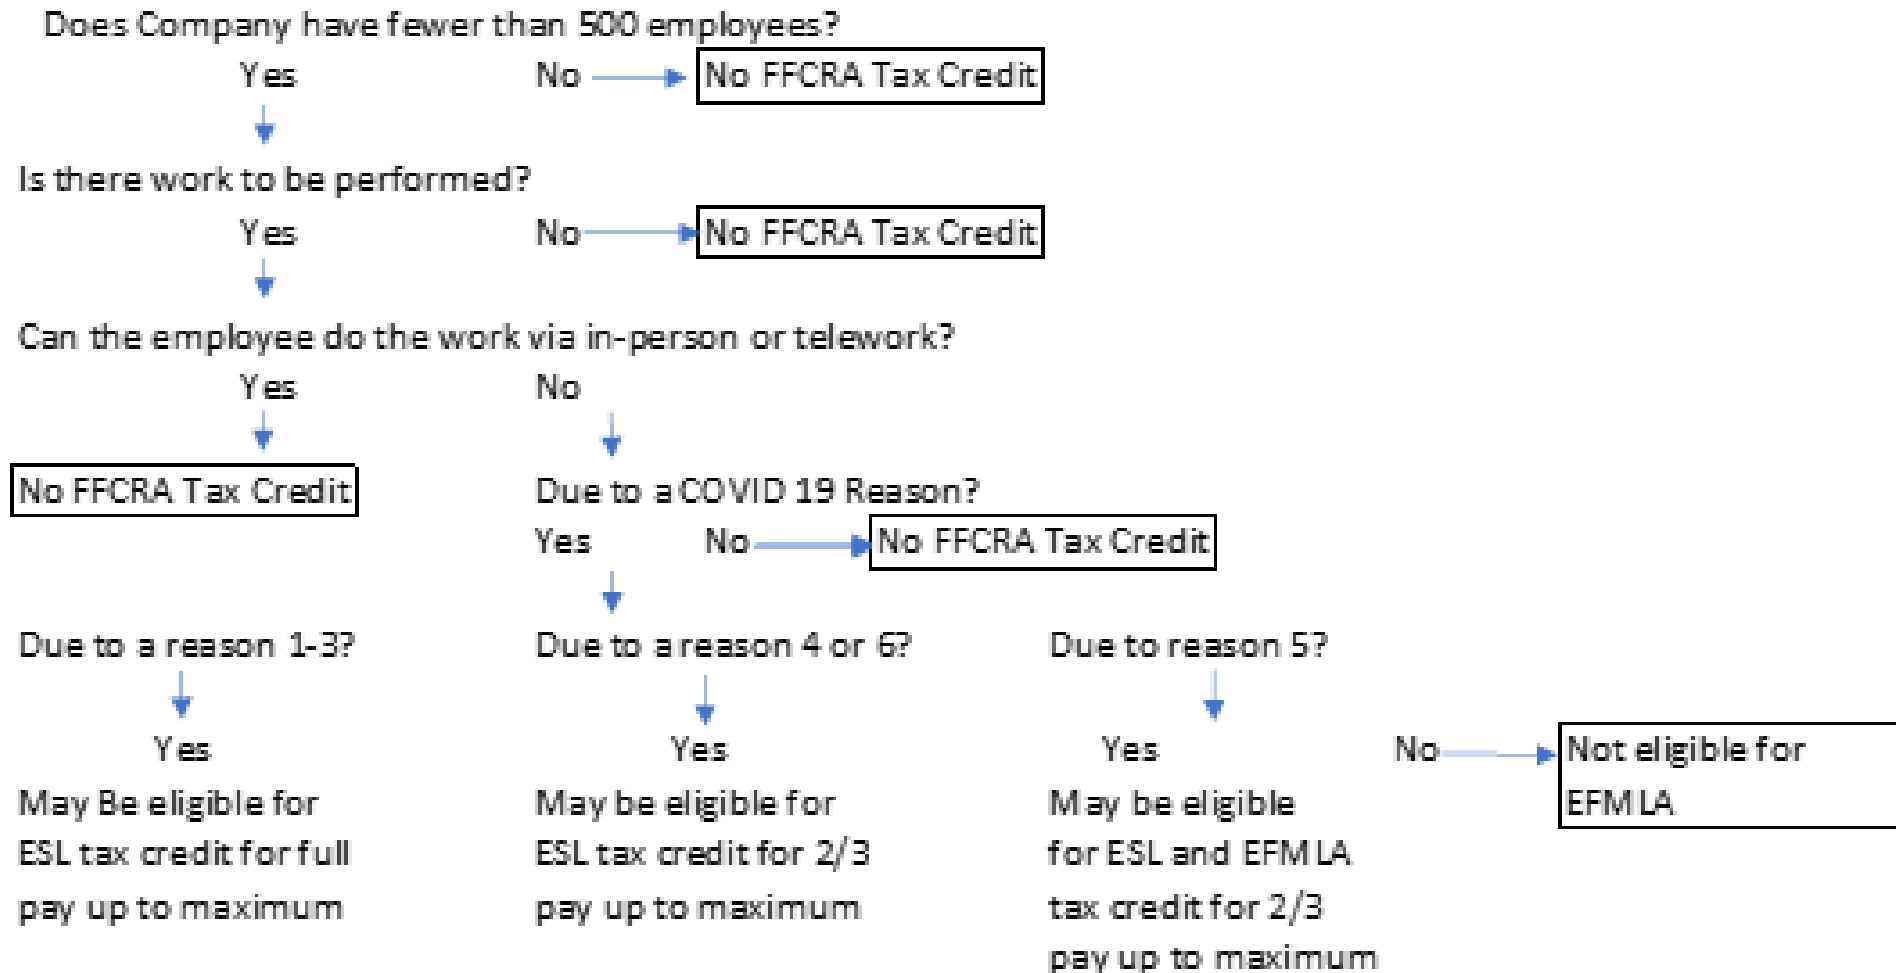 Does Company have fewer than 500 employees?
Yes No No FFCRA Tax Credit
Is there work to be performed?
Yes No No FFCRA Tax Credit
Can the employee do the work via in-person or telework?
Yes No
No FFCRA Tax Credit Due to a COVID 19 Reason?
Yes No No FFCRA Tax Credit
Due to a reason 1-3? Due to a reason 4 or 6? Due to reason 5?
Yes Yes Yes No Not eligible for
May Be eligible for May be eligible for May be eligible EFMLA
ESL tax credit for full ESL tax credit for 2/3 for ESL and EFMLA
pay up to maximum pay up to maximum tax credit for 2/3
pay up to maximum